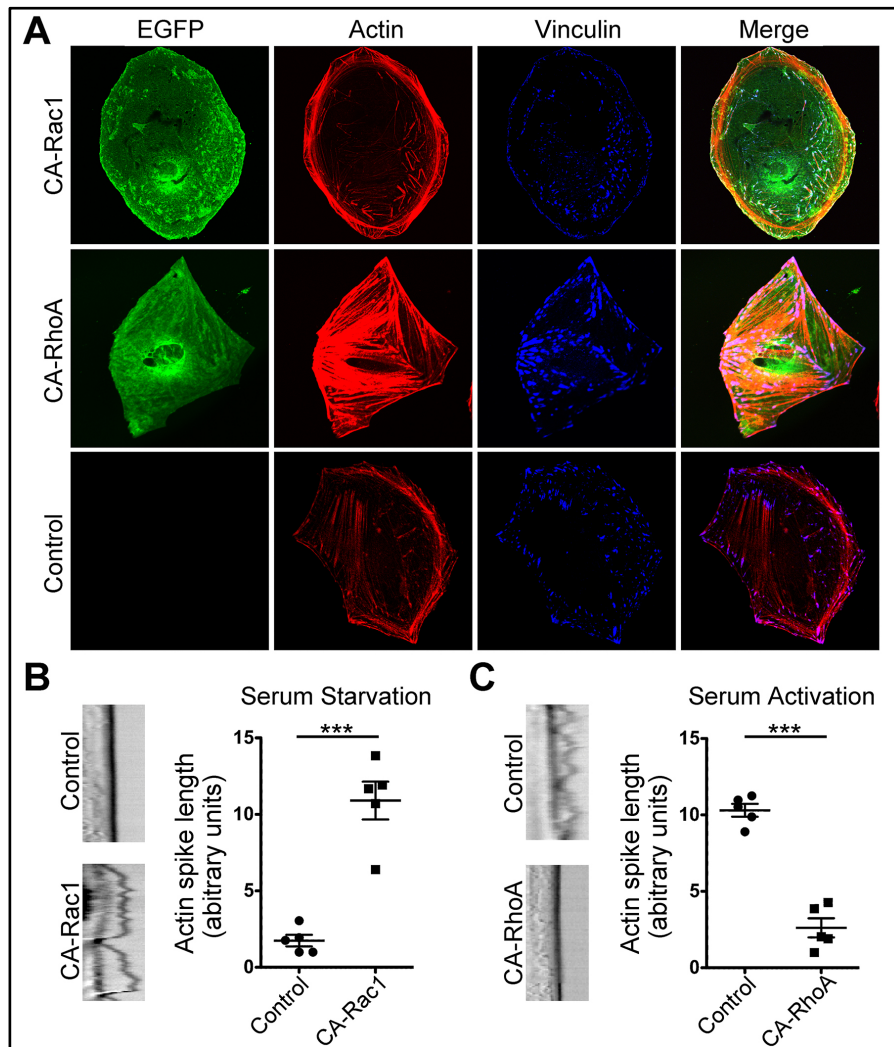 A
EGFP Actin Vinculin Merge
CA-Rac1
CA-RhoA
Control
B
Serum Starvation
Control
CA-Rac1
Actin spike length
(abitrary units)
15
10
5
0
***
Control
CA-Rac1
C
Serum Activation
Control
CA-RhoA
Actin spike length
(abitrary units)
15
10
5
0
***
Control
CA-RhoA